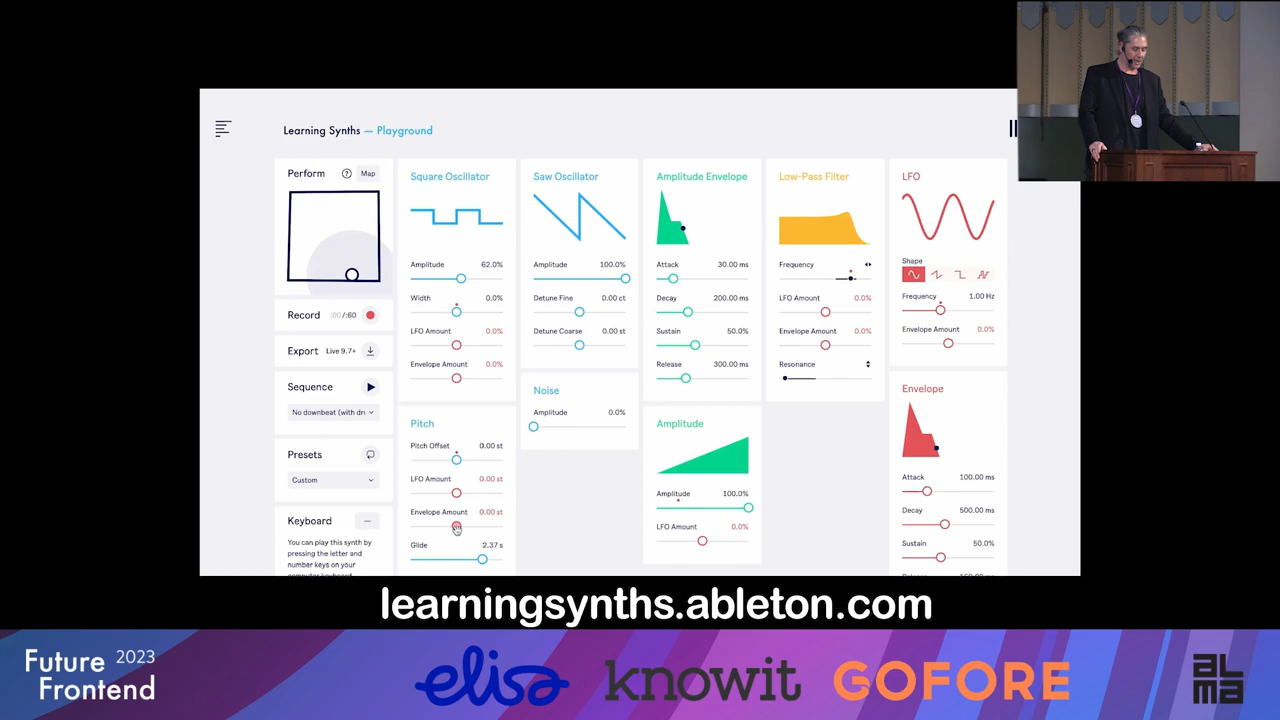 Learning Synths — Playground
Perform
Map
Record
:00/:60
Export
Live 9.7+
Sequence
No downbeat (with dr
Presets
Custom
Keyboard
You can play this synth by
pressing the letter and
number keys on your
computer keyboard
Square Oscillator
Amplitude 62.0%
Width 0.0%
LFO Amount 0.0%
Envelope Amount 0.0%
Pitch
Pitch Offset 0.00 st
LFO Amount 0.00 st
Envelope Amount 0.00 st
Glide 2.37 s
Saw Oscillator
Amplitude 100.0%
Detune Fine 0.00 ct
Detune Coarse 0.00 st
Noise
Amplitude 0.0%
Amplitude Envelope
Attack 30.00 ms
Decay 200.00 ms
Sustain 50.0%
Release 300.00 ms
Amplitude
Amplitude 100.0%
LFO Amount 0.0%
Low-Pass Filter
Frequency
LFO Amount 0.0%
Envelope Amount 0.0%
Resonance
LFO
Shape
Frequency 1.00 Hz
Envelope Amount 0.0%
Envelope
Attack 100.00 ms
Decay 500.00 ms
Sustain 50.0%
learningsynths.ableton.com
Future 2023
Frontend
elisa
knowit
GOFORE
alma